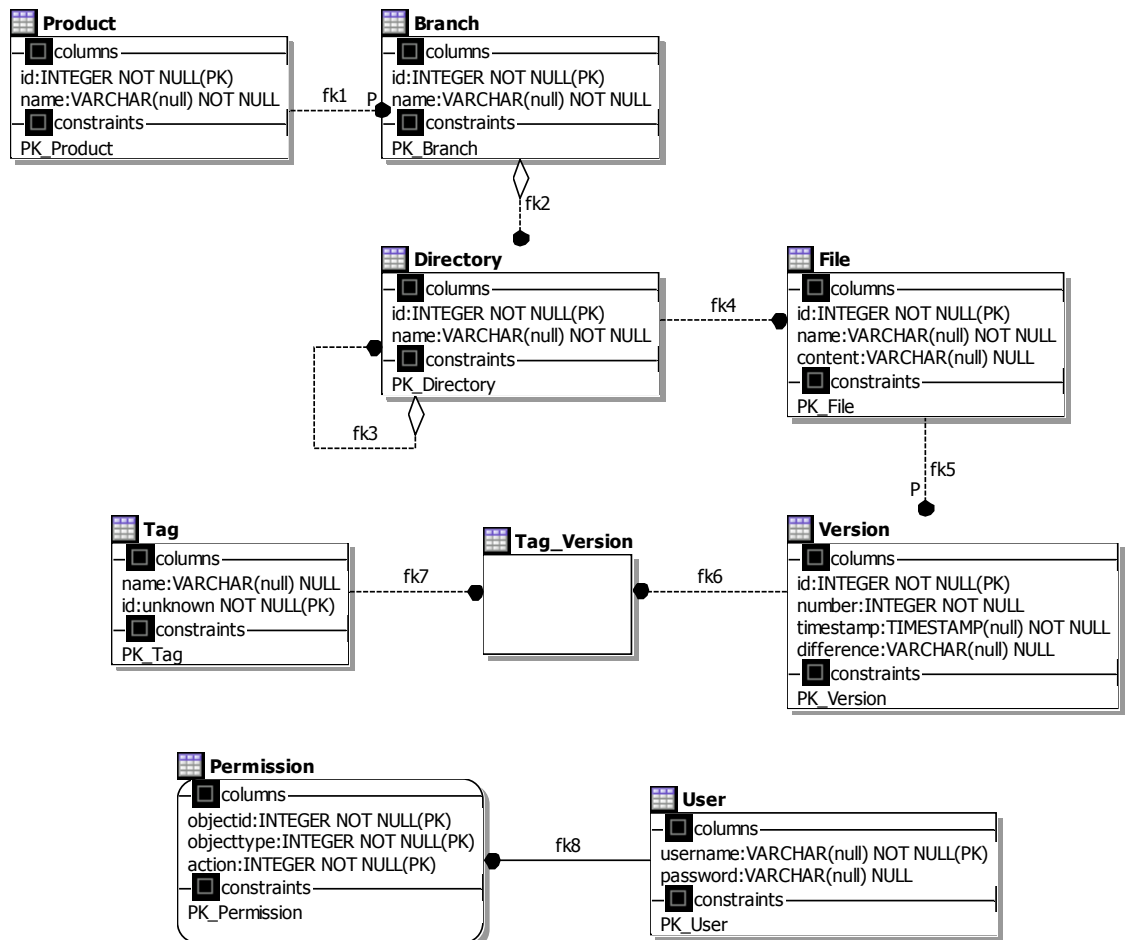 Product
columns
id:INTEGER NOT NULL(PK)
name:VARCHAR(null) NOT NULL
constraints
PK_Product
fk1
P
Branch
columns
id:INTEGER NOT NULL(PK)
name:VARCHAR(null) NOT NULL
constraints
PK_Branch
fk2
Directory
columns
id:INTEGER NOT NULL(PK)
name:VARCHAR(null) NOT NULL
constraints
PK_Directory
fk3
fk4
File
columns
id:INTEGER NOT NULL(PK)
name:VARCHAR(null) NOT NULL
content:VARCHAR(null) NULL
constraints
PK_File
fk5
P
Tag
columns
name:VARCHAR(null) NULL
id:unknown NOT NULL(PK)
constraints
PK_Tag
fk7
Tag_Version
fk6
Version
columns
id:INTEGER NOT NULL(PK)
number:INTEGER NOT NULL
timestamp:TIMESTAMP(null) NOT NULL
difference:VARCHAR(null) NULL
constraints
PK_Version
Permission
columns
objectid:INTEGER NOT NULL(PK)
objecttype:INTEGER NOT NULL(PK)
action:INTEGER NOT NULL(PK)
constraints
PK_Permission
fk8
User
columns
username:VARCHAR(null) NOT NULL(PK)
password:VARCHAR(null) NULL
constraints
PK_User